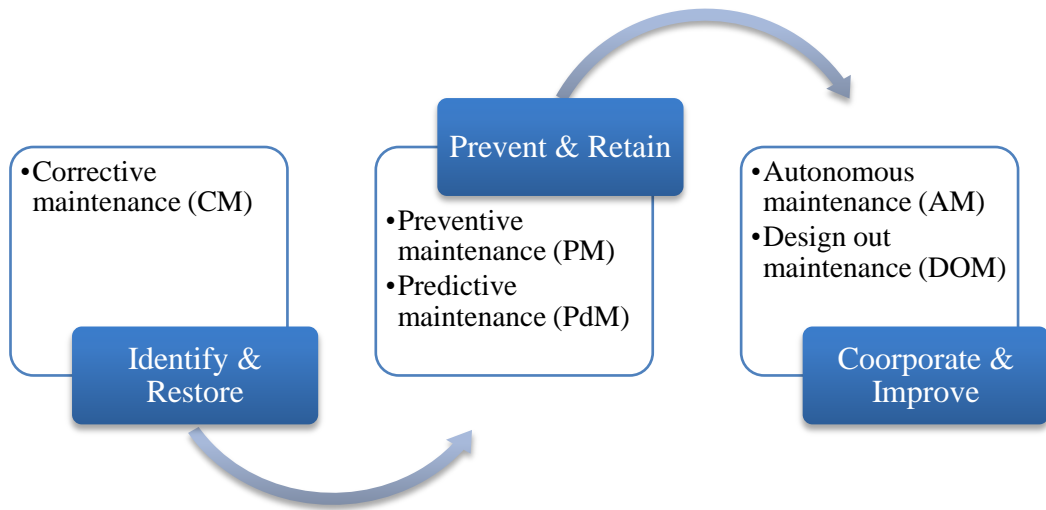 •Corrective
maintenance (CM)
Identify &
Restore
Prevent & Retain
•Preventive
maintenance (PM)
•Predictive
maintenance (PdM)
•Autonomous
maintenance (AM)
•Design out
maintenance (DOM)
Coorporate &
Improve